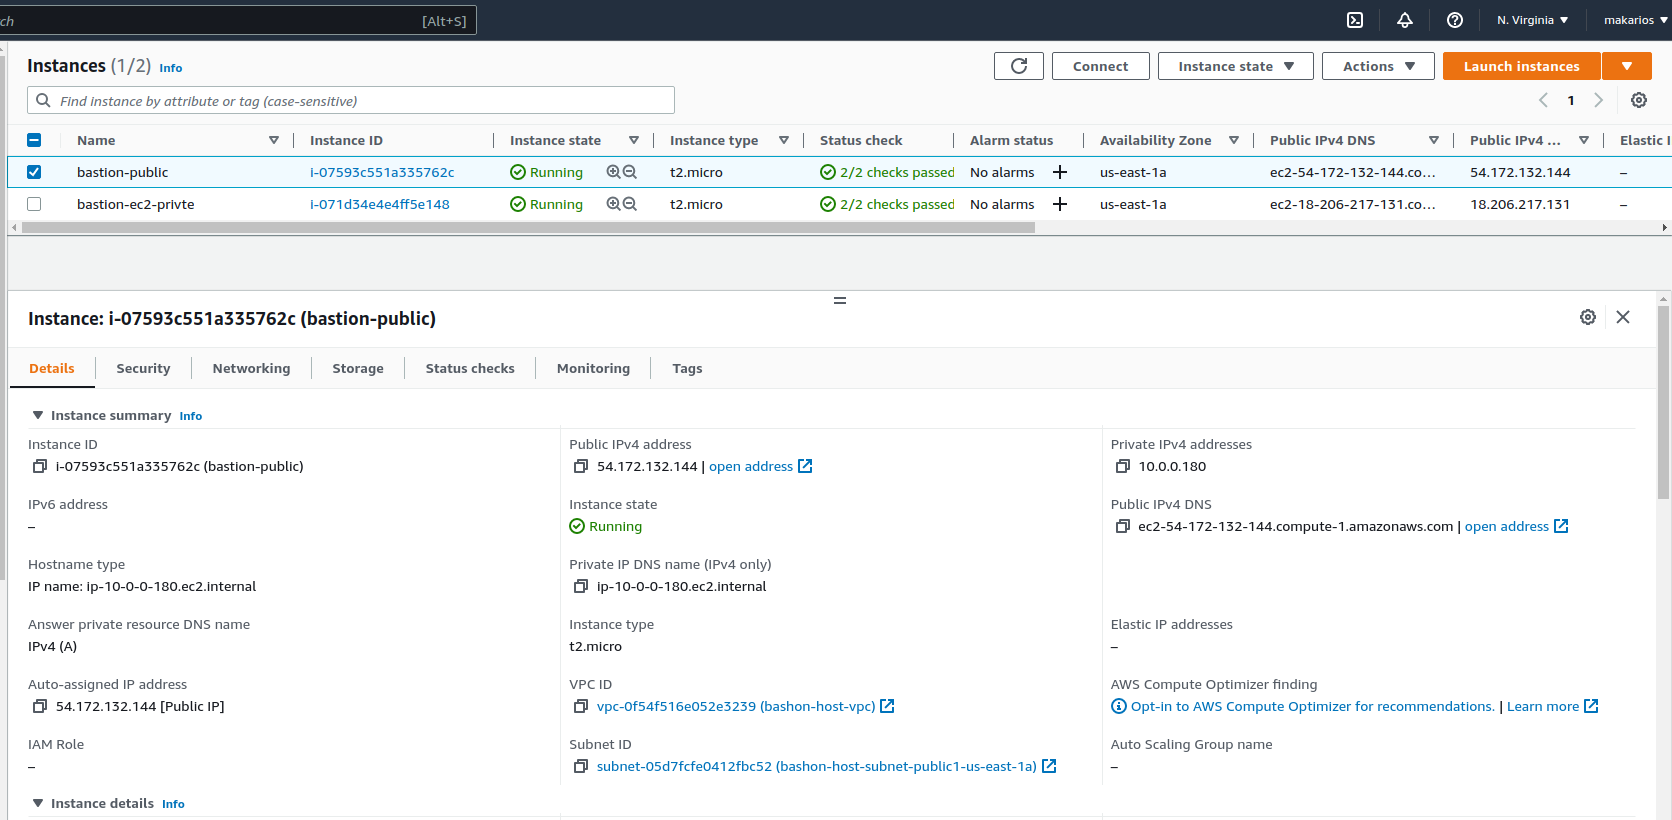 ch [Alt+S] N. Virginia ▼ makarios ▼
Instances (1/2) Info Connect Instance state ▼ Actions ▼ Launch instances ▼
Find instance by attribute or tag (case-sensitive) 1
Name Instance ID Instance state Instance type Status check Alarm status Availability Zone Public IPv4 DNS Public IPv4 ... Elastic I
bastion-public i-07593c551a335762c Running t2.micro 2/2 checks passed No alarms + us-east-1a ec2-54-172-132-144.co... 54.172.132.144 –
bastion-ec2-privte i-071d34e4e4ff5e148 Running t2.micro 2/2 checks passed No alarms + us-east-1a ec2-18-206-217-131.co... 18.206.217.131 –
Instance: i-07593c551a335762c (bastion-public)
Details Security Networking Storage Status checks Monitoring Tags
▼ Instance summary Info
Instance ID
i-07593c551a335762c (bastion-public)
Public IPv4 address
54.172.132.144 | open address
Private IPv4 addresses
10.0.0.180
IPv6 address
–
Instance state
Running
Public IPv4 DNS
ec2-54-172-132-144.compute-1.amazonaws.com | open address
Hostname type
IP name: ip-10-0-0-180.ec2.internal
Private IP DNS name (IPv4 only)
ip-10-0-0-180.ec2.internal
Answer private resource DNS name
IPv4 (A)
Instance type
t2.micro
Elastic IP addresses
–
Auto-assigned IP address
54.172.132.144 [Public IP]
VPC ID
vpc-0f54f516e052e3239 (bashon-host-vpc)
AWS Compute Optimizer finding
Opt-in to AWS Compute Optimizer for recommendations. | Learn more
IAM Role
–
Subnet ID
subnet-05d7fcfe0412fbc52 (bashon-host-subnet-public1-us-east-1a)
Auto Scaling Group name
–
▼ Instance details Info